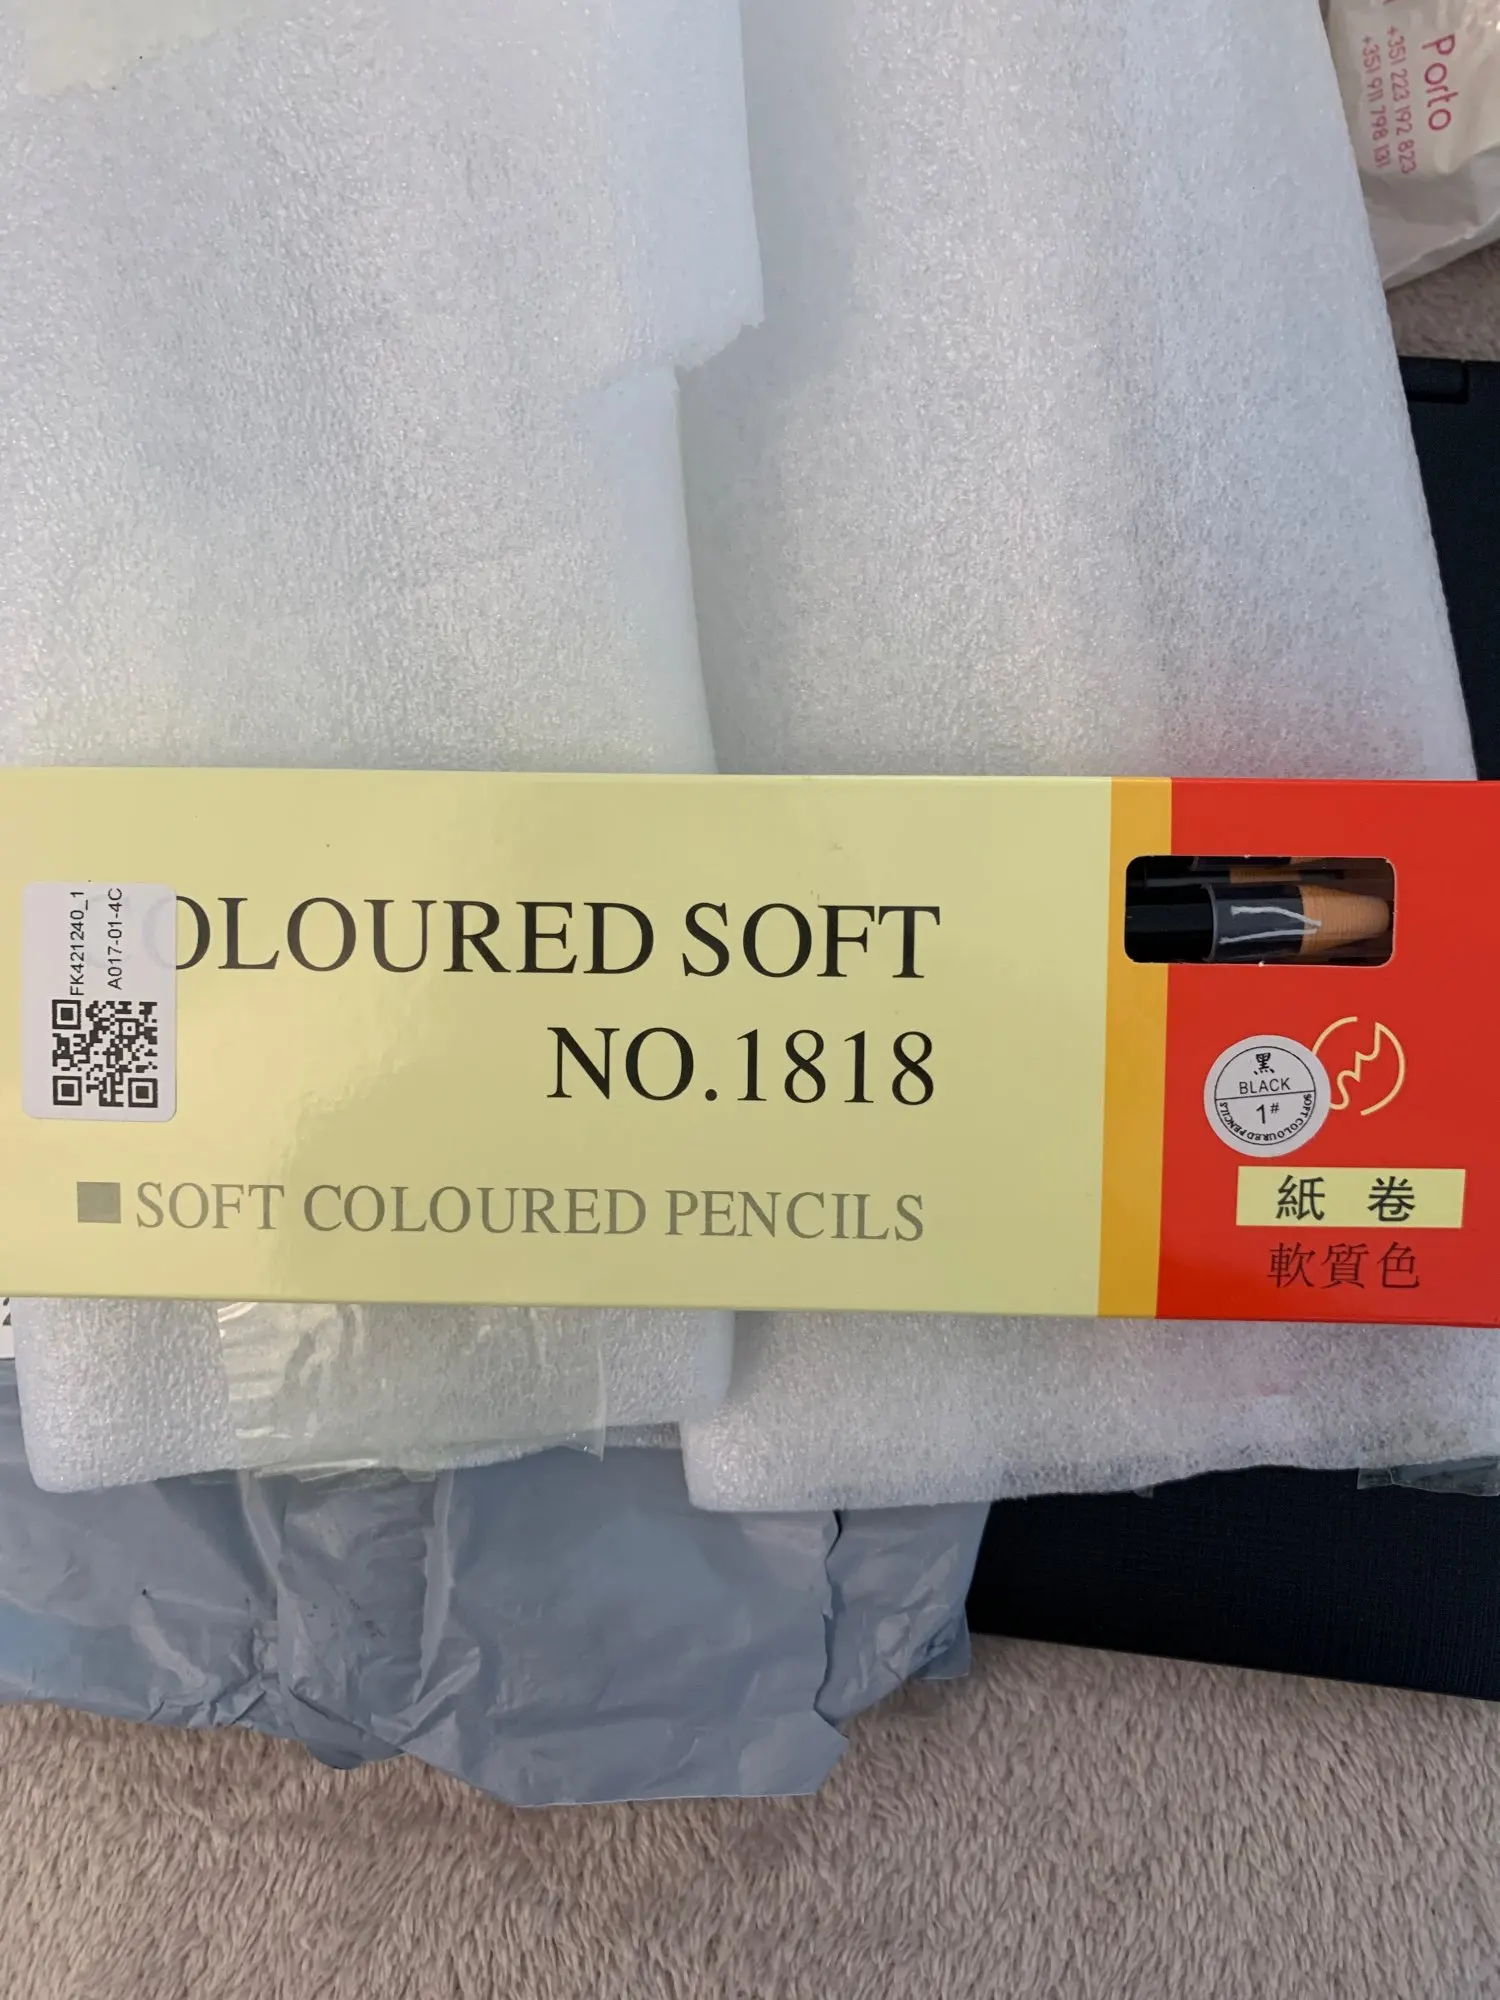 Porto
+351 223 192 823
+351 911 798 131
FK421240_1
A017-01-4C
OLOURED SOFT
NO.1818
SOFT COLOURED PENCILS
黑
BLACK
1#
SOFT COLOURED PENCILS
紙 卷
軟質色